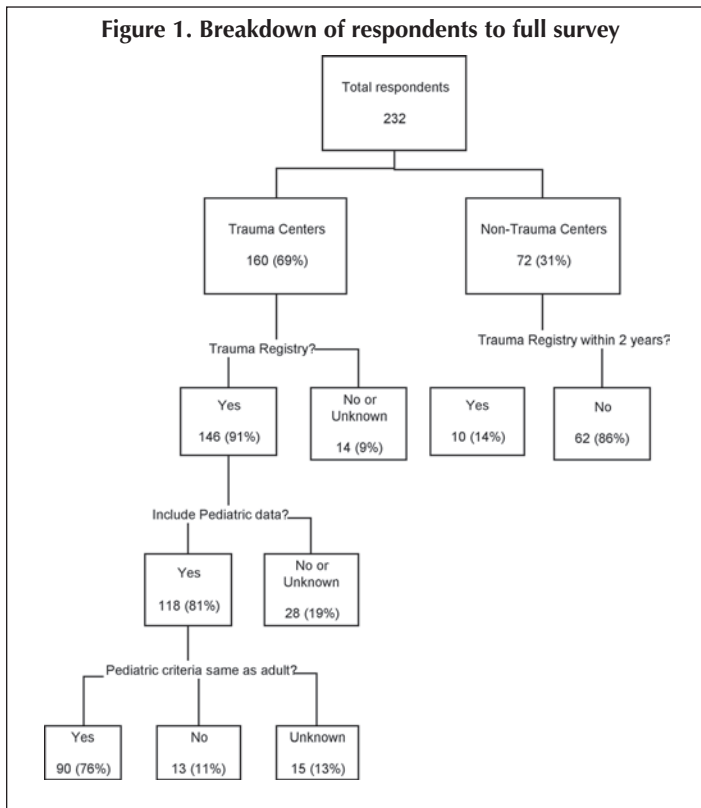 Figure 1. Breakdown of respondents to full survey
Total respondents
232
Trauma Centers
160 (69%)
Non-Trauma Centers
72 (31%)
Trauma Registry?
Trauma Registry within 2 years?
Yes
146 (91%)
No or
Unknown
14 (9%)
Yes
10 (14%)
No
62 (86%)
Include Pediatric data?
Yes
118 (81%)
No or
Unknown
28 (19%)
Pediatric criteria same as adult?
Yes
90 (76%)
No
13 (11%)
Unknown
15 (13%)